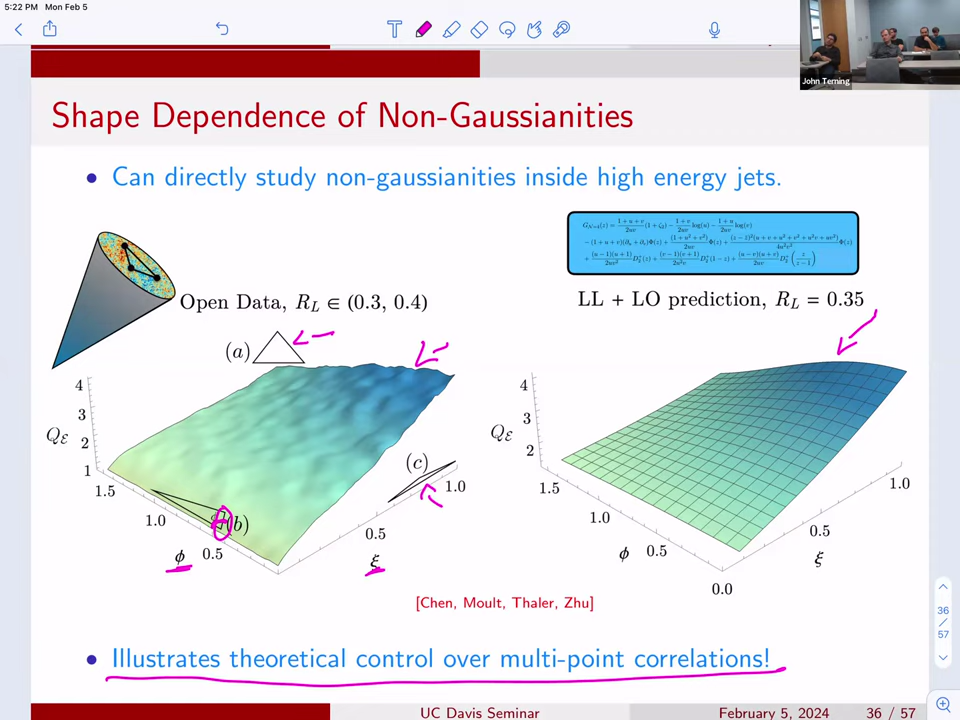 5:22 PM Mon Feb 5
John Terning
Shape Dependence of Non-Gaussianities
• Can directly study non-gaussianities inside high energy jets.
Open Data, R_L ∈ (0.3, 0.4)
LL + LO prediction, R_L = 0.35
(a)
4
3
Q_ε
2
1
1.5
1.0
(b)
ϕ
0.5
(c)
1.0
0.5
ξ
4
3
Q_ε
2
1.5
1.0
ϕ
0.5
0.0
1.0
0.5
ξ
[Chen, Moult, Thaler, Zhu]
• Illustrates theoretical control over multi-point correlations!
36
/
57
UC Davis Seminar
February 5, 2024
36 / 57